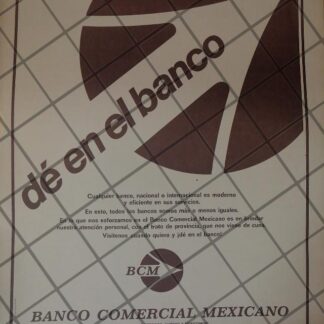 dé en el banco
Cualquier banco, nacional e internacional es moderno
y eficiente en sus servicios.
En esto, todos los bancos somos más o menos iguales.
En lo que nos esforzamos en el Banco Comercial Mexicano es en brindar
nuestra atención personal, con el trato de provincia, que nos viene de cuna.
Visítenos cuando quiera y ¡dé en el banco!
BCM
BANCO COMERCIAL MEXICANO